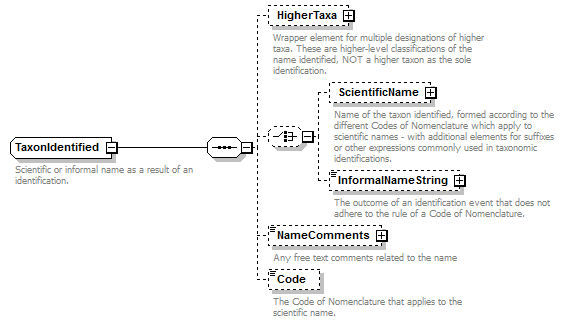 HigherTaxa
Wrapper element for multiple designations of higher
taxa. These are higher-level classifications of the
name identified, NOT a higher taxon as the sole
identification.
ScientificName
Name of the taxon identified, formed according to the
different Codes of Nomenclature which apply to
scientific names - with additional elements for suffixes
or other expressions commonly used in taxonomic
identifications.
TaxonIdentified
Scientific or informal name as a result of an
identification.
InformalNameString
The outcome of an identification event that does not
adhere to the rule of a Code of Nomenclature.
NameComments
Any free text comments related to the name
Code
The Code of Nomenclature that applies to the
scientific name.